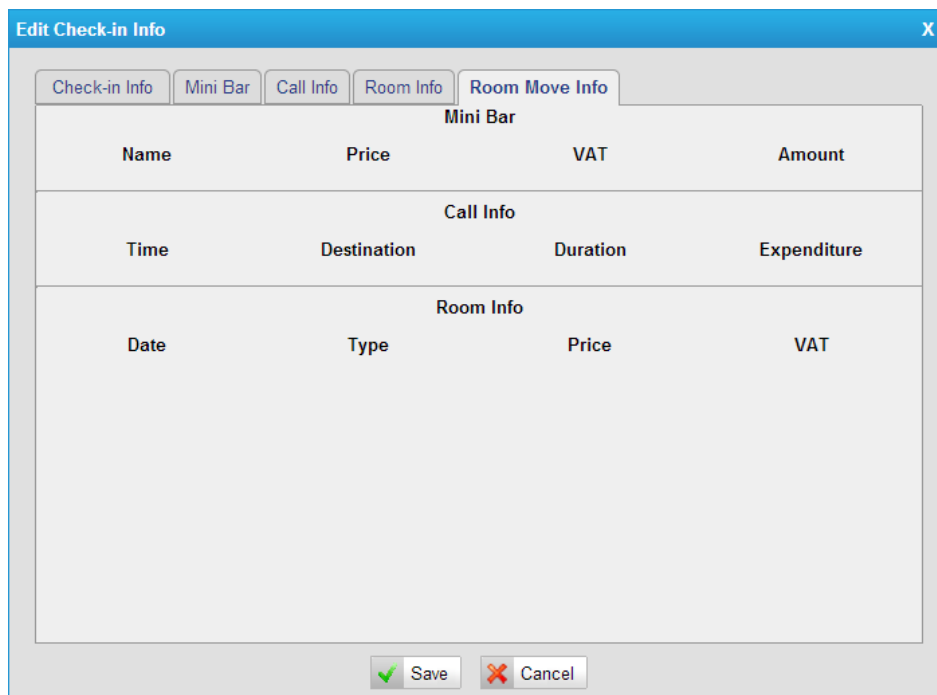 Edit Check-in Info X
Check-in Info Mini Bar Call Info Room Info Room Move Info
Mini Bar
Name Price VAT Amount
Call Info
Time Destination Duration Expenditure
Room Info
Date Type Price VAT
Save Cancel